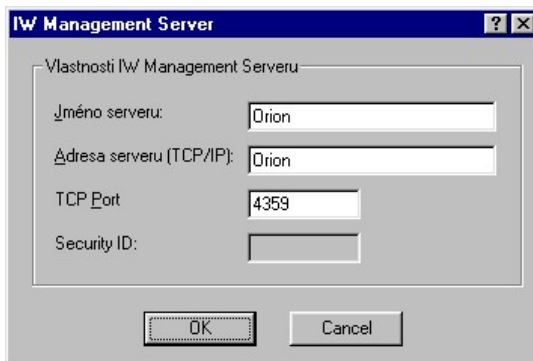 IW Management Server
Vlastnosti IW Management Serveru
Jméno serveru:
Orion
Adresa serveru (TCP/IP):
Orion
TCP Port
4359
Security ID:
OK
Cancel